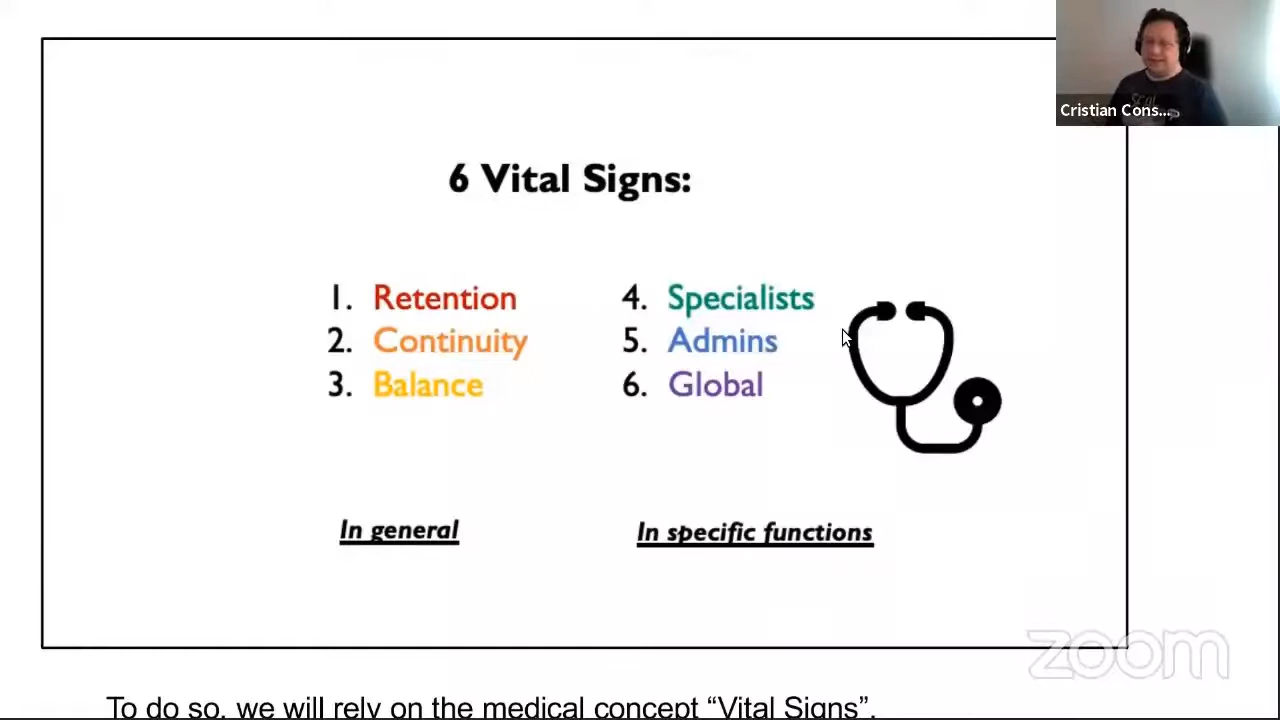 Cristian Cons...
6 Vital Signs:
1. Retention
2. Continuity
3. Balance
4. Specialists
5. Admins
6. Global
In general
In specific functions
zoom
To do so, we will rely on the medical concept “Vital Signs”.